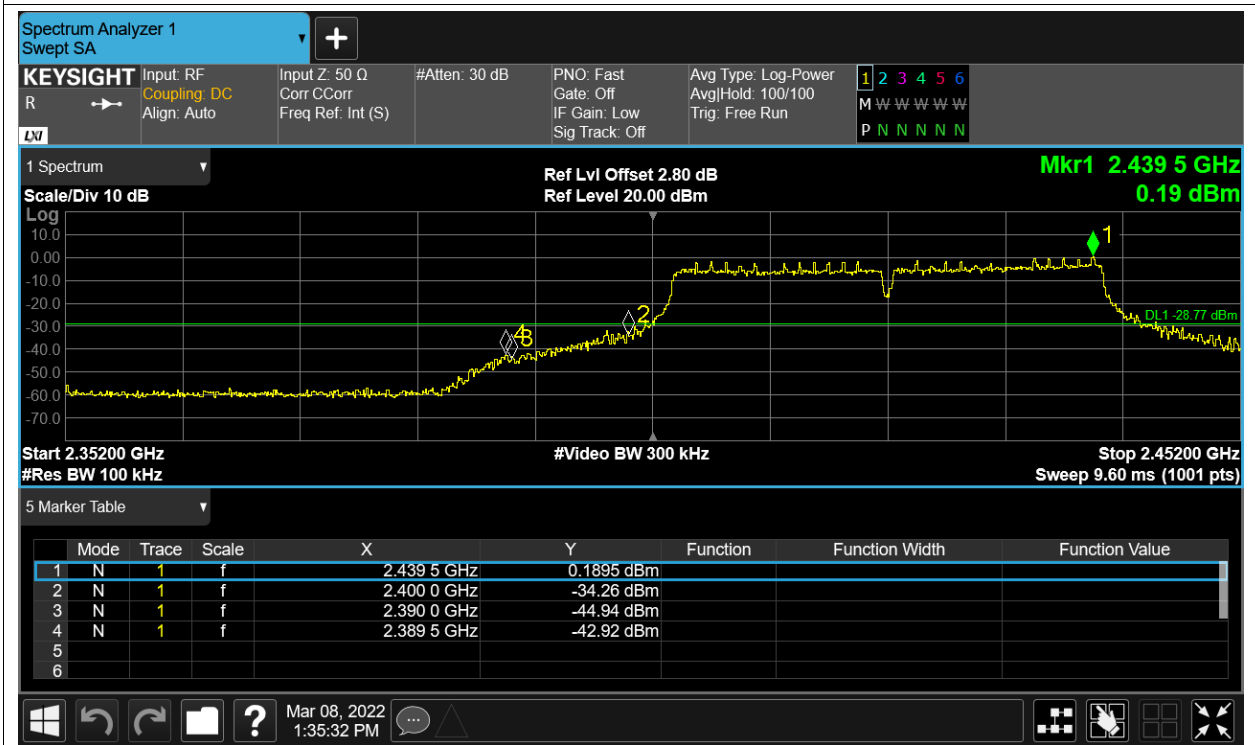 Spectrum Analyzer 1
Swept SA
KEYSIGHT
R
LXI
Input: RF
Coupling: DC
Align: Auto
Input Z: 50 Ω
Corr CCorr
Freq Ref: Int (S)
#Atten: 30 dB
PNO: Fast
Gate: Off
IF Gain: Low
Sig Track: Off
Avg Type: Log-Power
Avg|Hold: 100/100
Trig: Free Run
1 2 3 4 5 6
M W W W W W
P N N N N N
1 Spectrum
Scale/Div 10 dB
Ref Lvl Offset 2.80 dB
Ref Level 20.00 dBm
Mkr1 2.439 5 GHz
0.19 dBm
Log
10.0
0.00
-10.0
-20.0
-30.0
-40.0
-50.0
-60.0
-70.0
1
2
4
3
DL1 -28.77 dBm
Start 2.35200 GHz
#Video BW 300 kHz
Stop 2.45200 GHz
#Res BW 100 kHz
Sweep 9.60 ms (1001 pts)
5 Marker Table
Mode Trace Scale X Y Function Function Width Function Value
1 N 1 f 2.439 5 GHz 0.1895 dBm
2 N 1 f 2.400 0 GHz -34.26 dBm
3 N 1 f 2.390 0 GHz -44.94 dBm
4 N 1 f 2.389 5 GHz -42.92 dBm
5
6
?
Mar 08, 2022
1:35:32 PM